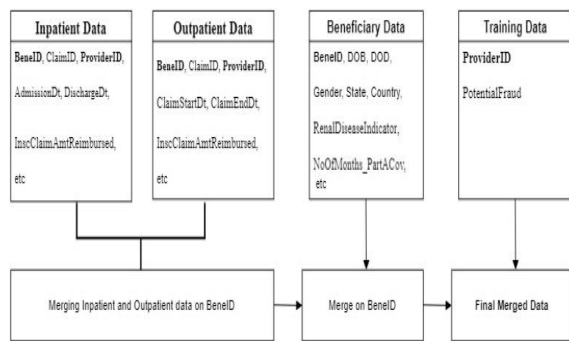 Inpatient Data
BeneID, ClaimID, ProviderID,
AdmissionDt, DischargeDt,
InscClaimAmtReimbursed,
etc
Outpatient Data
BeneID, ClaimID, ProviderID,
ClaimStartDt, ClaimEndDt,
InscClaimAmtReimbursed,
etc
Beneficiary Data
BeneID, DOB, DOD,
Gender, State, Country,
RenalDiseaseIndicator,
NoOfMonths_PartACov,
etc
Training Data
ProviderID
PotentialFraud
Merging Inpatient and Outpatient data on BeneID
Merge on BeneID
Final Merged Data